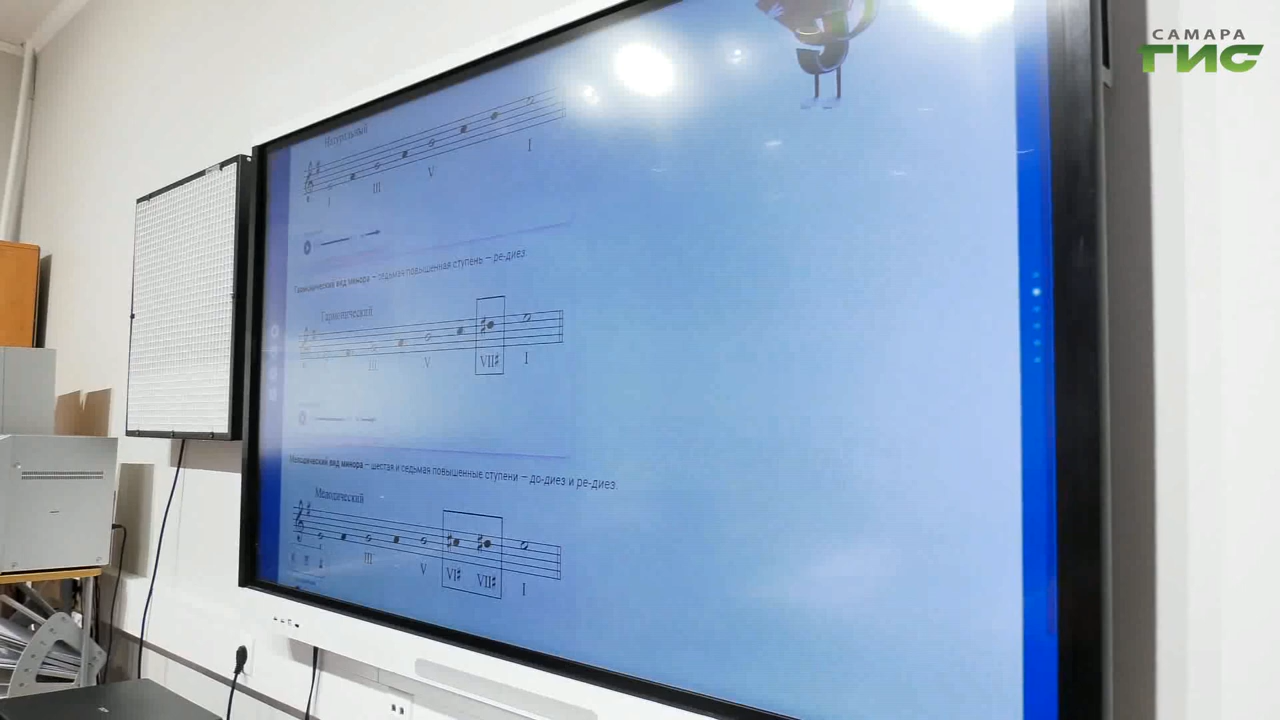 САМАРА
ГИС
Натуральный
I
III
V
I
Гармонический вид минора — седьмая повышенная ступень — ре-диез.
Гармонический
III
V
VII#
I
Мелодический вид минора — шестая и седьмая повышенные ступени — до-диез и ре-диез.
Мелодический
III
V
VI#
VII#
I